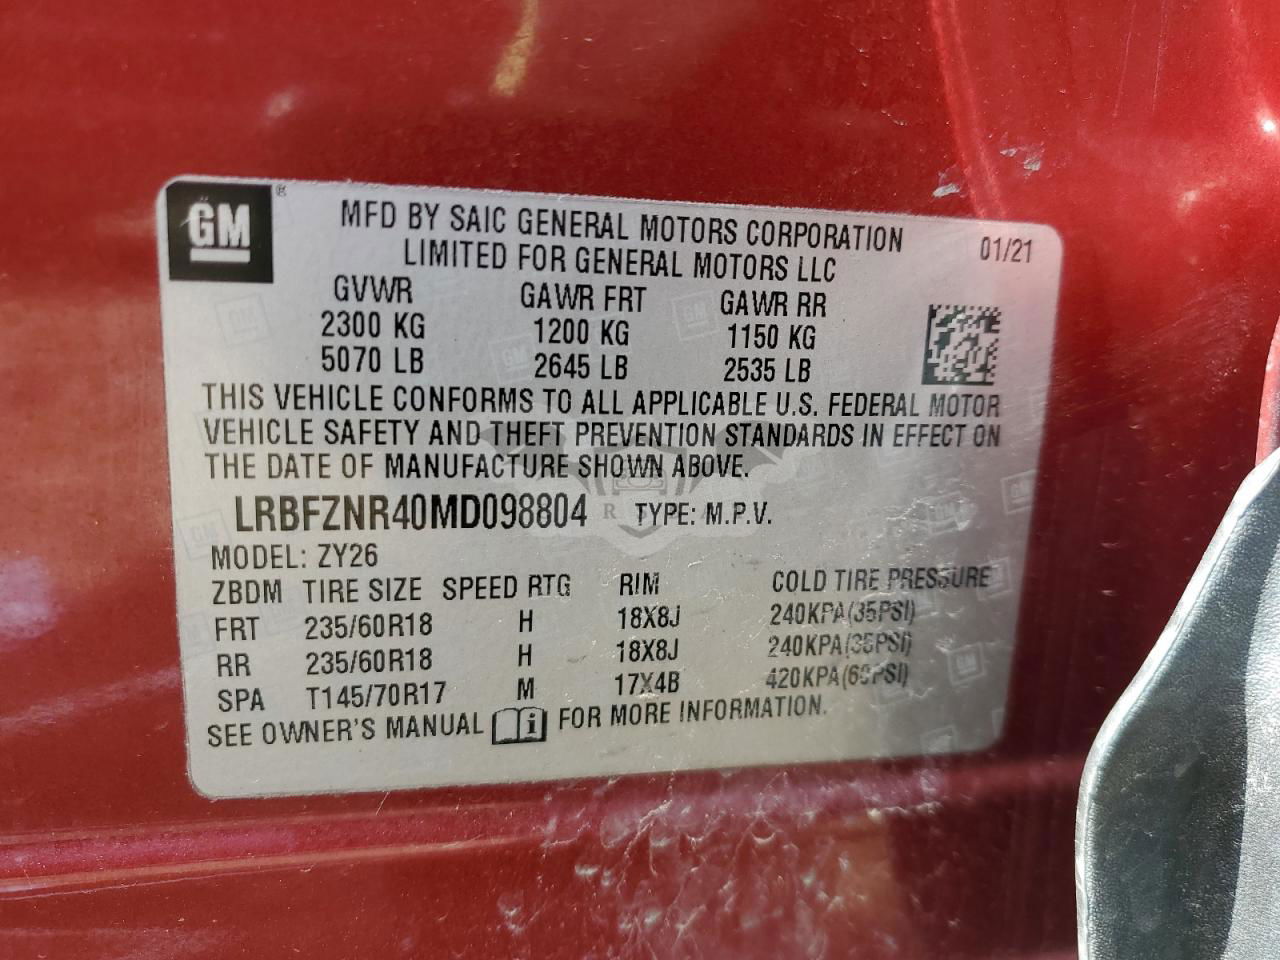 GM ®
MFD BY SAIC GENERAL MOTORS CORPORATION
LIMITED FOR GENERAL MOTORS LLC
01/21
GVWR GAWR FRT GAWR RR
2300 KG 1200 KG 1150 KG
5070 LB 2645 LB 2535 LB
THIS VEHICLE CONFORMS TO ALL APPLICABLE U.S. FEDERAL MOTOR
VEHICLE SAFETY AND THEFT PREVENTION STANDARDS IN EFFECT ON
THE DATE OF MANUFACTURE SHOWN ABOVE.
LRBFZNR40MD098804 TYPE: M.P.V.
MODEL: ZY26
ZBDM TIRE SIZE SPEED RTG RIM COLD TIRE PRESSURE
FRT 235/60R18 H 18X8J 240KPA(35PSI)
RR 235/60R18 H 18X8J 240KPA(35PSI)
SPA T145/70R17 M 17X4B 420KPA(60PSI)
SEE OWNER'S MANUAL i FOR MORE INFORMATION.